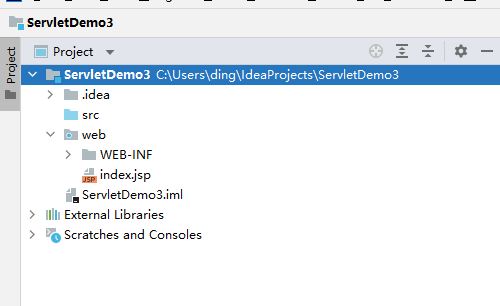 ServletDemo3
Project
Project
ServletDemo3 C:\Users\ding\IdeaProjects\ServletDemo3
.idea
src
web
WEB-INF
index.jsp
JSP
ServletDemo3.iml
External Libraries
Scratches and Consoles